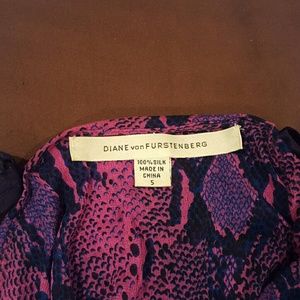 DIANE von FURSTENBERG
100% SILK
MADE IN
CHINA
S